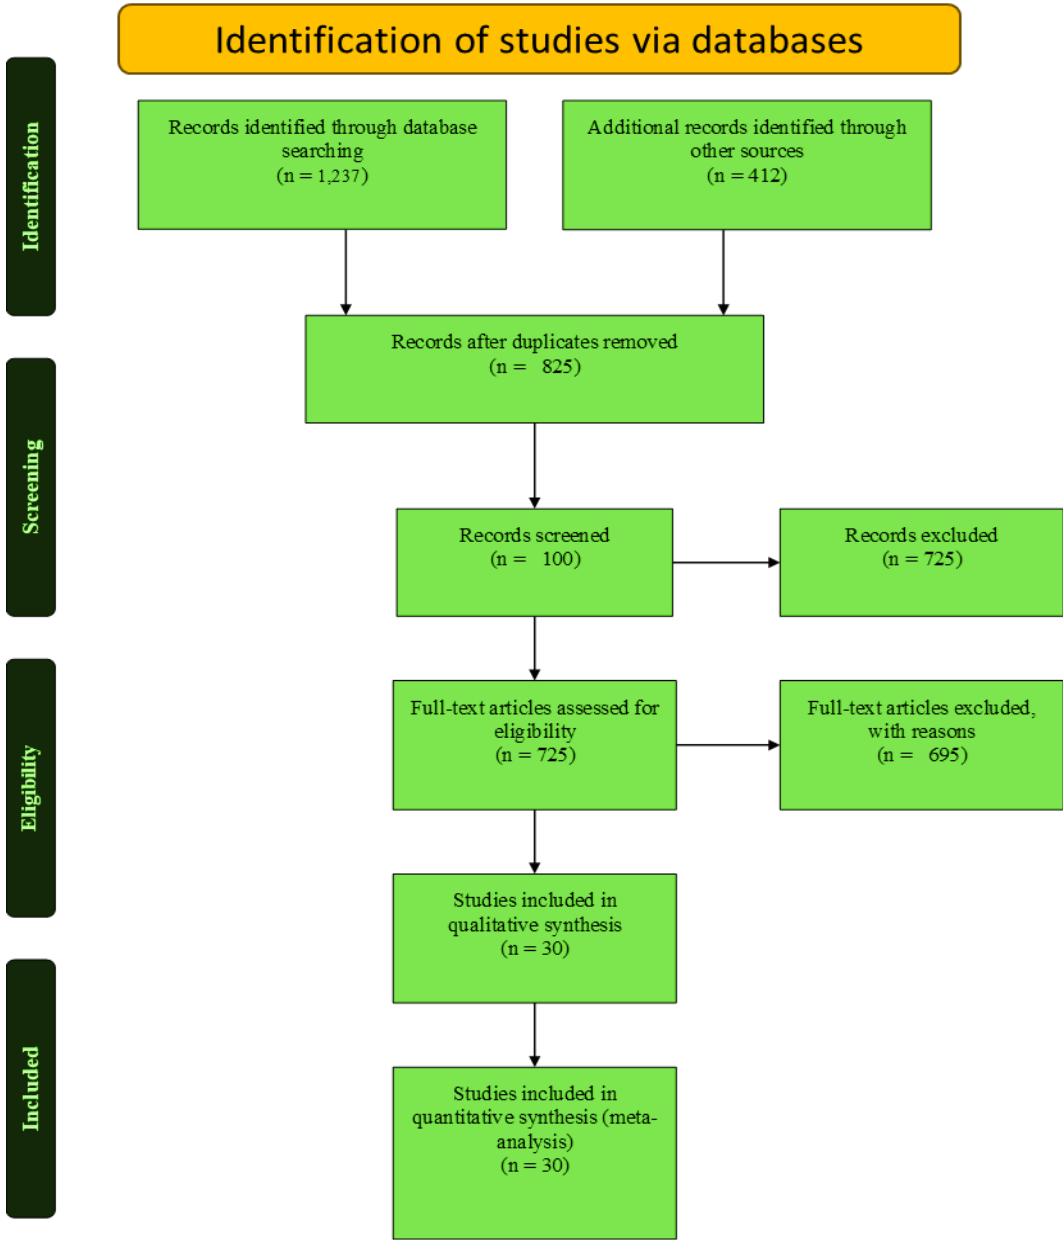 Identification of studies via databases
Identification
Records identified through database
searching
(n = 1,237)
Additional records identified through
other sources
(n = 412)
Records after duplicates removed
(n = 825)
Screening
Records screened
(n = 100)
Records excluded
(n = 725)
Eligibility
Full-text articles assessed for
eligibility
(n = 725)
Full-text articles excluded,
with reasons
(n = 695)
Studies included in
qualitative synthesis
(n = 30)
Included
Studies included in
quantitative synthesis (meta-
analysis)
(n = 30)